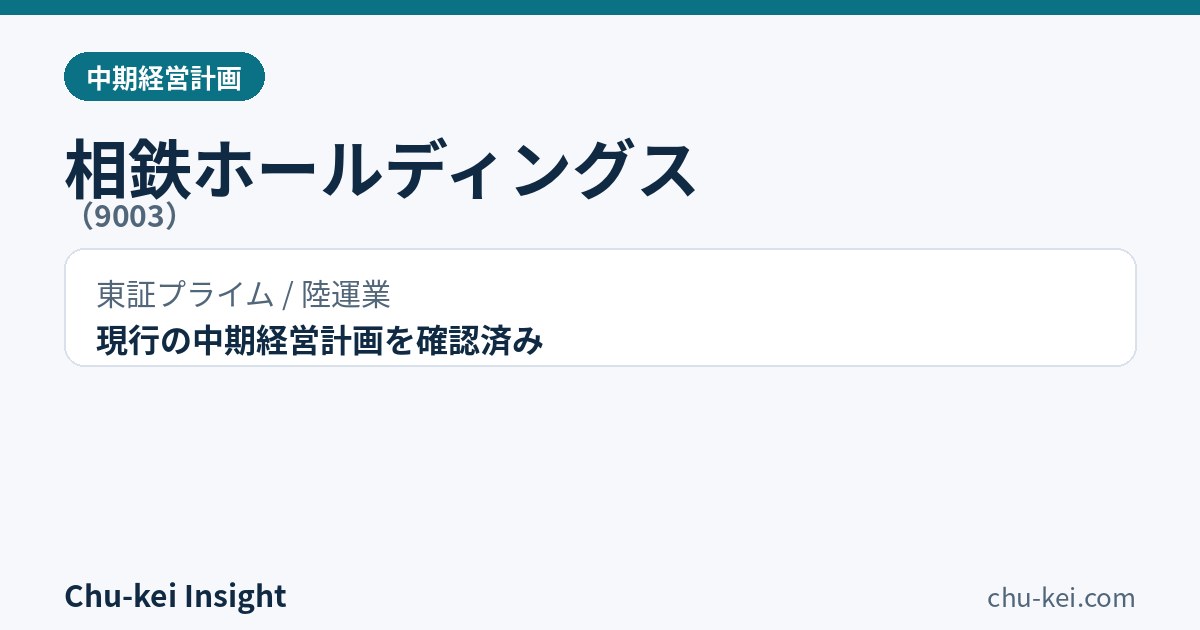 中期経営計画
相鉄ホールディングス
（9003）
東証プライム / 陸運業
現行の中期経営計画を確認済み
Chu-kei Insight
chu-kei.com